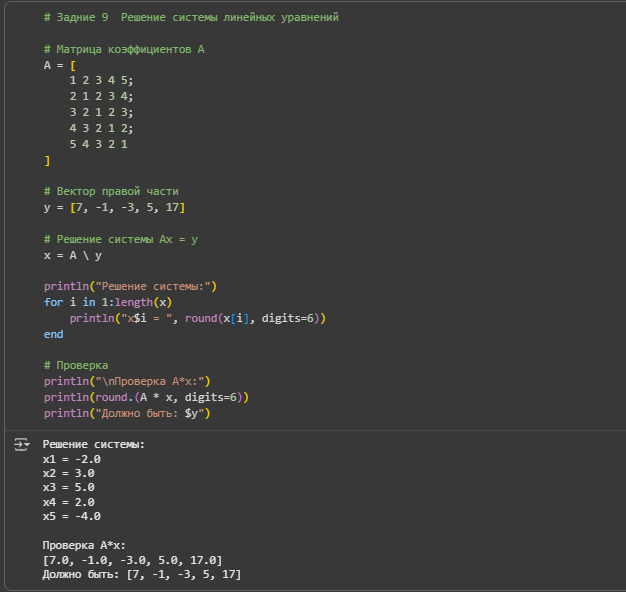 # Задние 9  Решение системы линейных уравнений
# Матрица коэффициентов A
A = [
1 2 3 4 5;
2 1 2 3 4;
3 2 1 2 3;
4 3 2 1 2;
5 4 3 2 1
]
# Вектор правой части
y = [7, -1, -3, 5, 17]
# Решение системы Ax = y
x = A \ y
println("Решение системы:")
for i in 1:length(x)
println("x$i = ", round(x[i], digits=6))
end
# Проверка
println("\nПроверка A*x:")
println(round.(A * x, digits=6))
println("Должно быть: $y")
Решение системы:
x1 = -2.0
x2 = 3.0
x3 = 5.0
x4 = 2.0
x5 = -4.0
Проверка A*x:
[7.0, -1.0, -3.0, 5.0, 17.0]
Должно быть: [7, -1, -3, 5, 17]